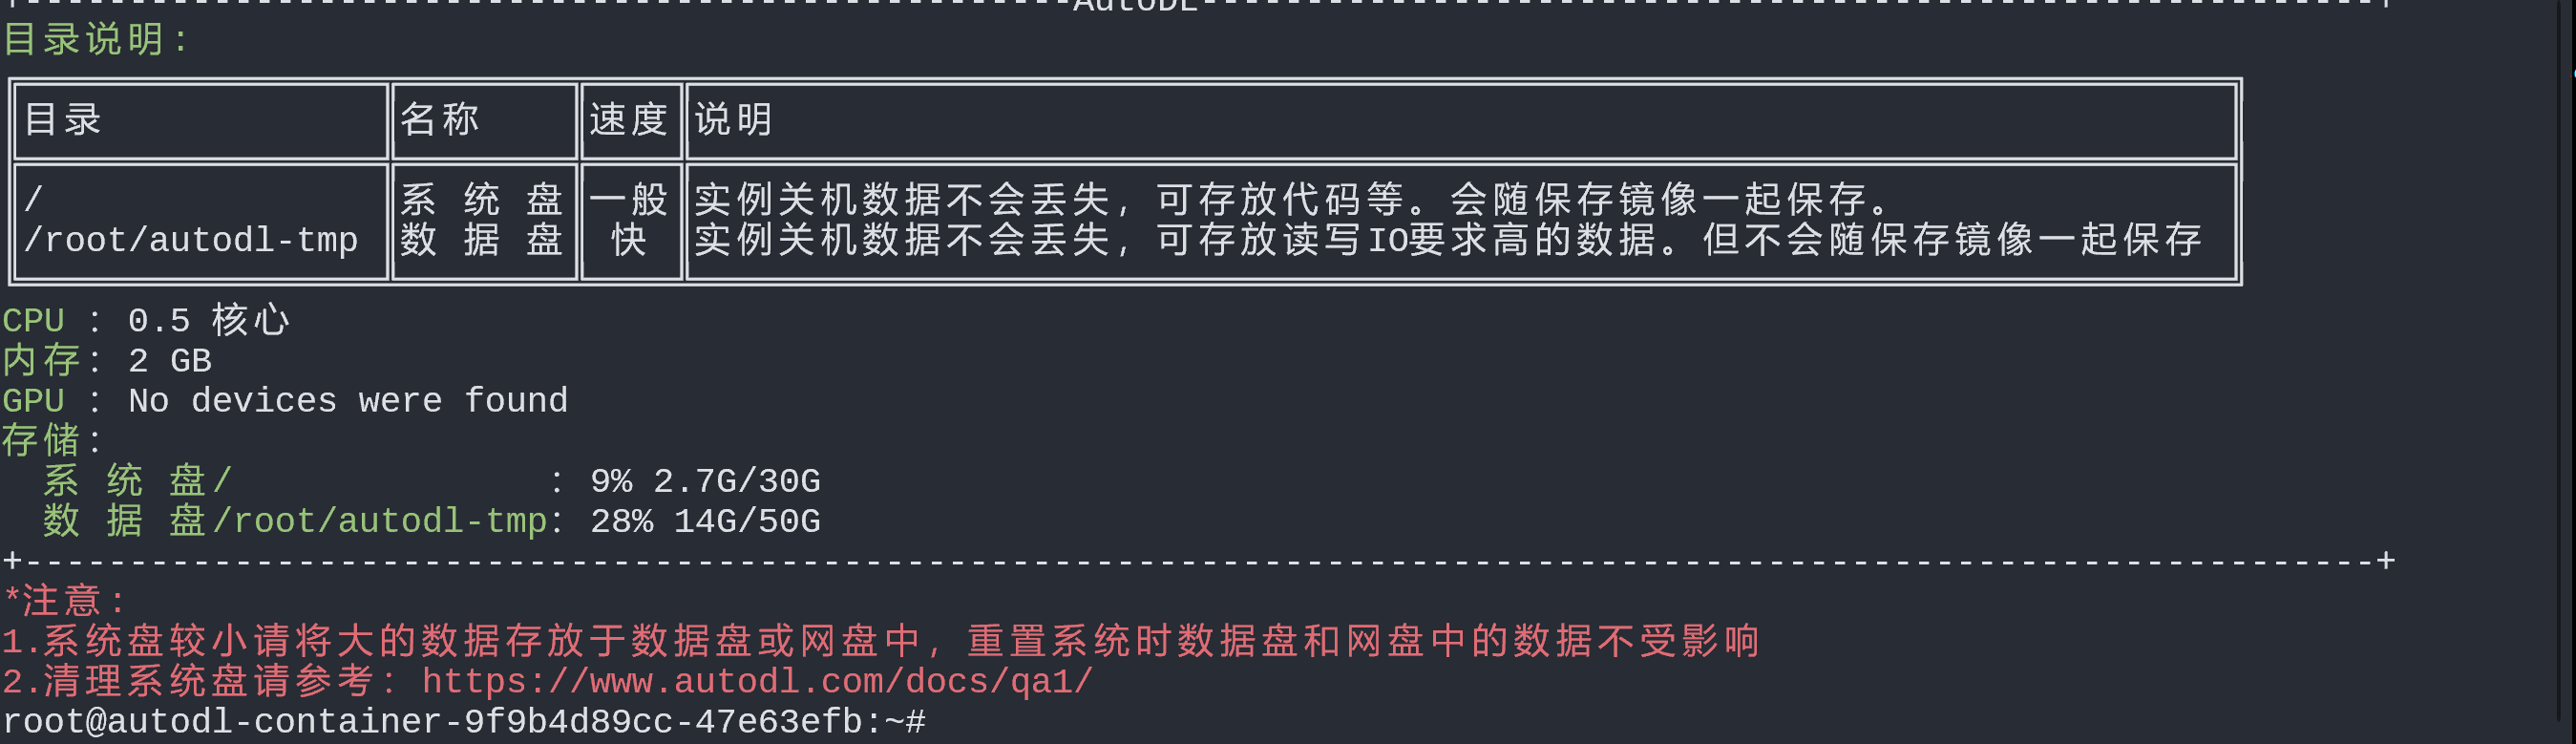 +--------------------------------------------------AutoDL--------------------------------------------------------+
目录说明:
目录 名称 速度 说明
/ 系 统 盘 一般 实例关机数据不会丢失，可存放代码等。会随保存镜像一起保存。
/root/autodl-tmp 数 据 盘 快 实例关机数据不会丢失，可存放读写IO要求高的数据。但不会随保存镜像一起保存
CPU : 0.5 核心
内存: 2 GB
GPU : No devices were found
存储:
系 统 盘/ : 9% 2.7G/30G
数 据 盘/root/autodl-tmp: 28% 14G/50G
+----------------------------------------------------------------------------------------------------------------+
*注意:
1.系统盘较小请将大的数据存放于数据盘或网盘中，重置系统时数据盘和网盘中的数据不受影响
2.清理系统盘请参考: https://www.autodl.com/docs/qa1/
root@autodl-container-9f9b4d89cc-47e63efb:~#